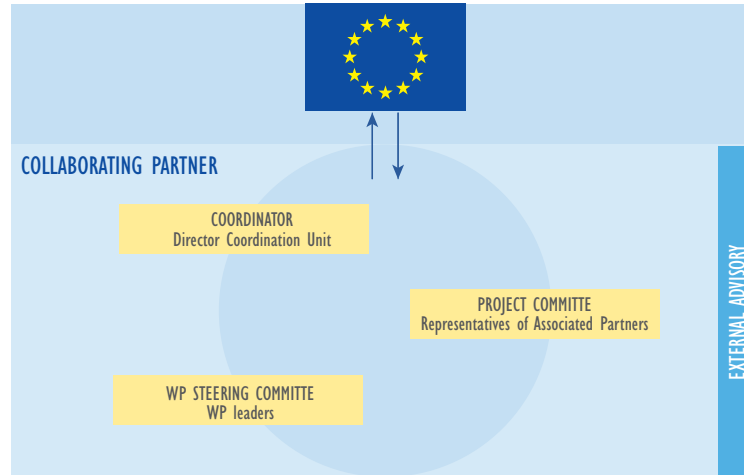 COLLABORATING PARTNER
COORDINATOR
Director Coordination Unit
PROJECT COMMITTE
Representatives of Associated Partners
WP STEERING COMMITTE
WP leaders
EXTERNAL ADVISORY